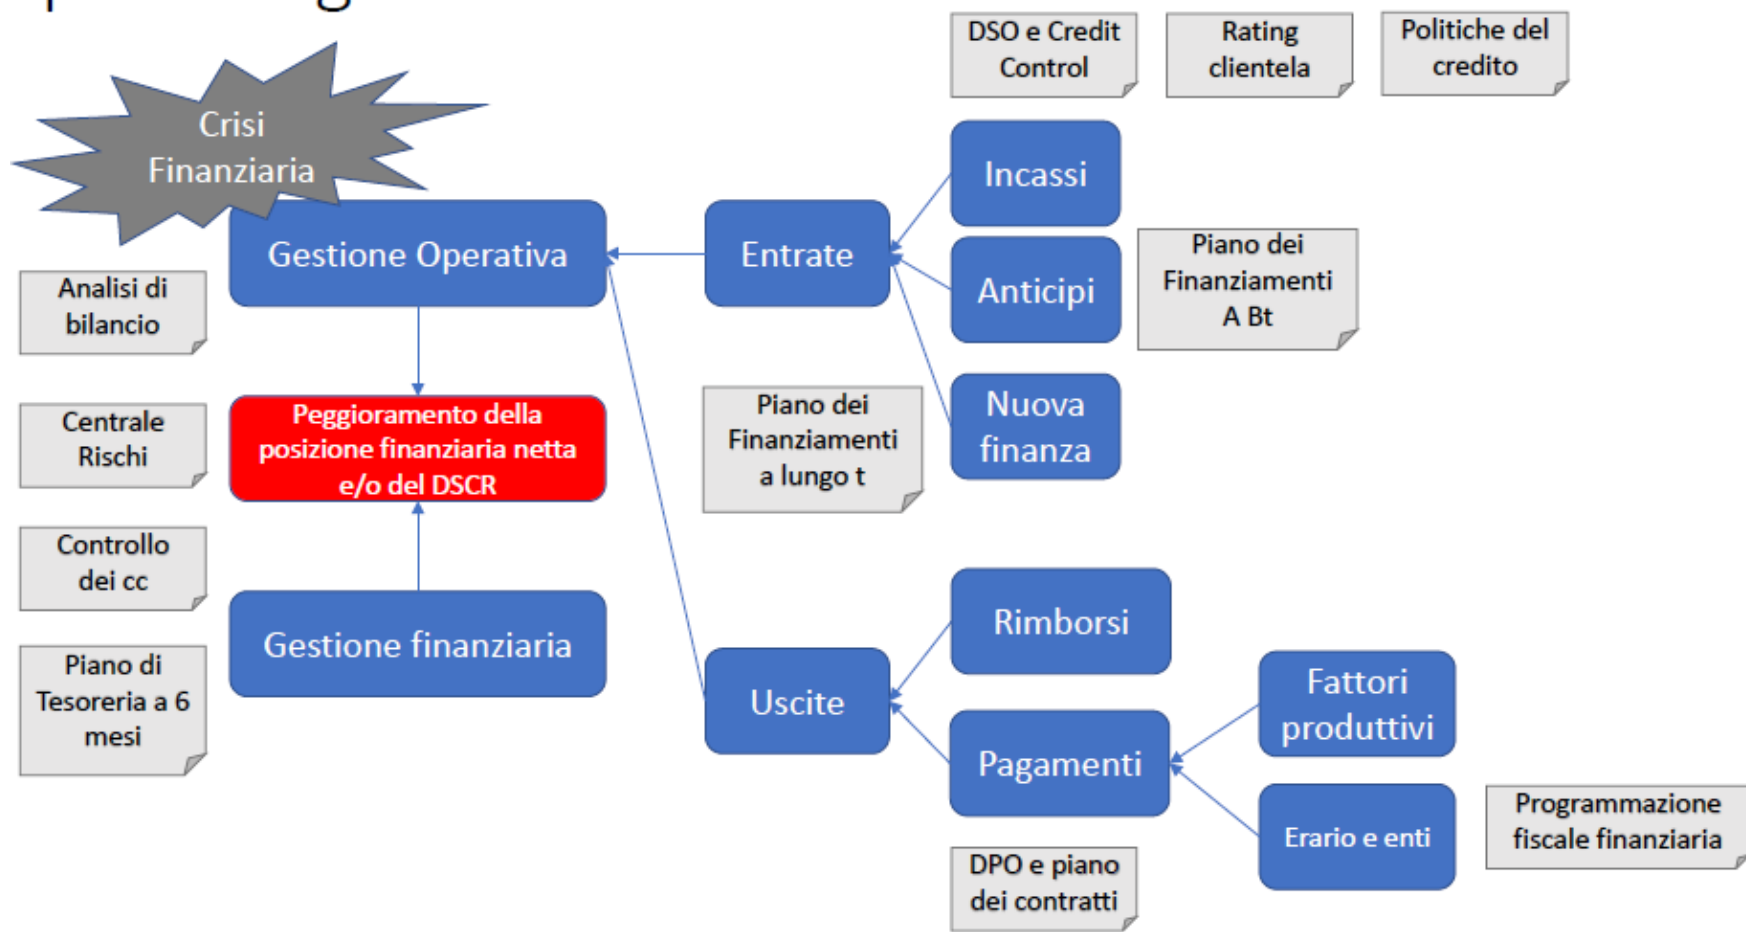 DSO e Credit
Control
Rating
clientela
Politiche del
credito
Crisi
Finanziaria
Incassi
Gestione Operativa
Entrate
Anticipi
Piano dei
Finanziamenti
A Bt
Analisi di
bilancio
Peggioramento della
posizione finanziaria netta
e/o del DSCR
Piano dei
Finanziamenti
a lungo t
Nuova
finanza
Centrale
Rischi
Controllo
dei cc
Gestione finanziaria
Rimborsi
Piano di
Tesoreria a 6
mesi
Uscite
Fattori
produttivi
Pagamenti
Erario e enti
Programmazione
fiscale finanziaria
DPO e piano
dei contratti